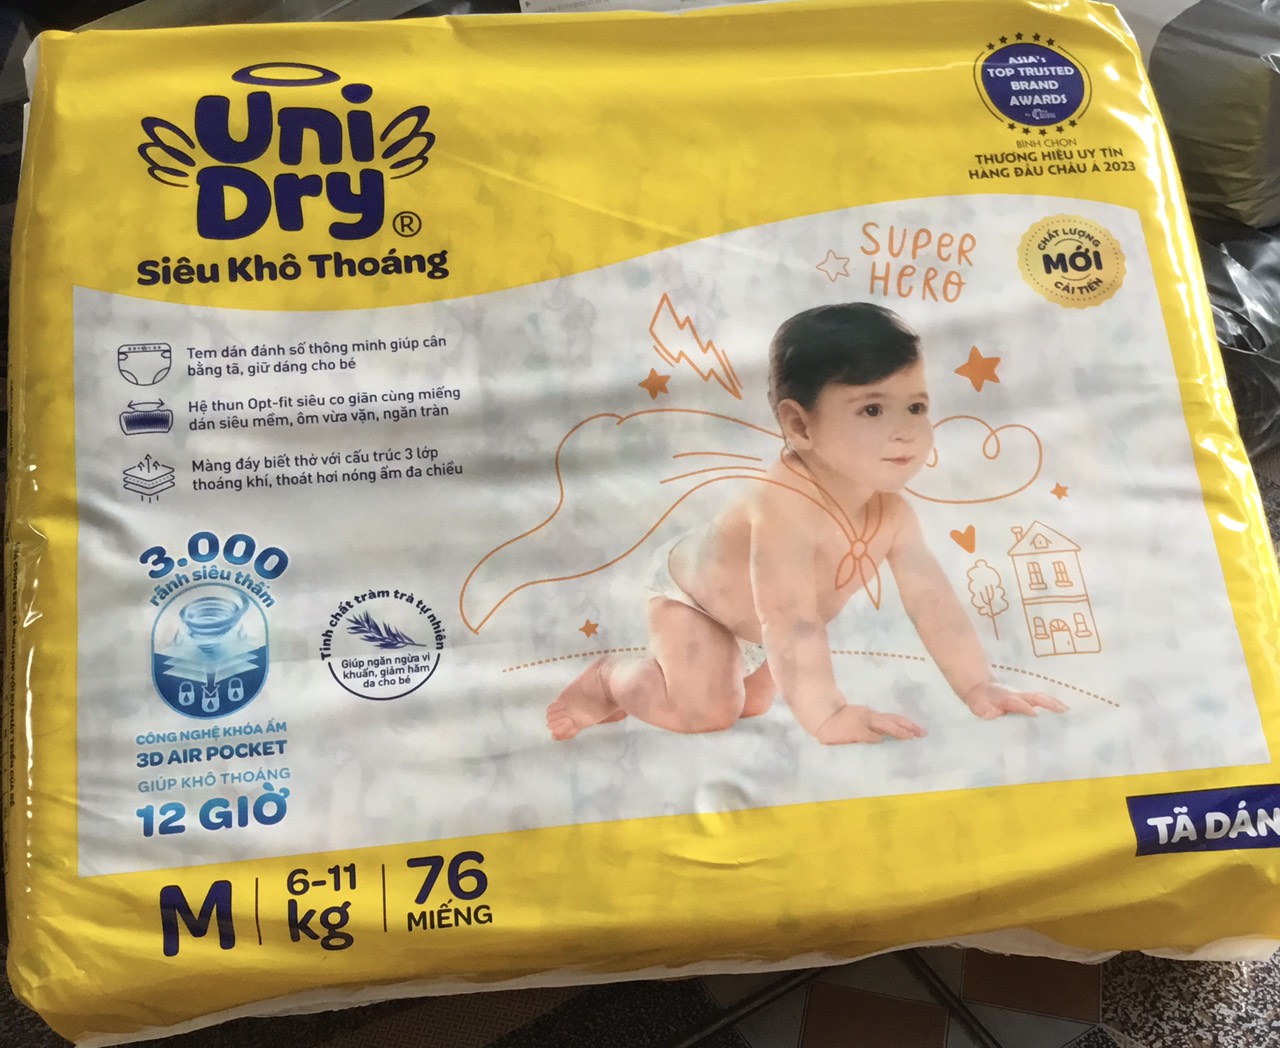 Uni
Dry®
Siêu Khô Thoáng
ASIA's
TOP TRUSTED
BRAND
AWARDS
BÌNH CHỌN
THƯƠNG HIỆU UY TÍN
HÀNG ĐẦU CHÂU Á 2023
SUPER
HERO
CHẤT LƯỢNG
MỚI
CẢI TIẾN
Tem dán đánh số thông minh giúp cân
bằng tã, giữ dáng cho bé
Hệ thun Opt-fit siêu co giãn cùng miếng
dán siêu mềm, ôm vừa vặn, ngăn tràn
Màng đáy biết thở với cấu trúc 3 lớp
thoáng khí, thoát hơi nóng ẩm đa chiều
3.000
rãnh siêu thấm
CÔNG NGHỆ KHÓA ẨM
3D AIR POCKET
GIÚP KHÔ THOÁNG
12 GIỜ
Tinh chất tràm trà tự nhiên
Giúp ngăn ngừa vi
khuẩn, giảm hăm
da cho bé
TÃ DÁN
M
6-11
kg
76
MIẾNG